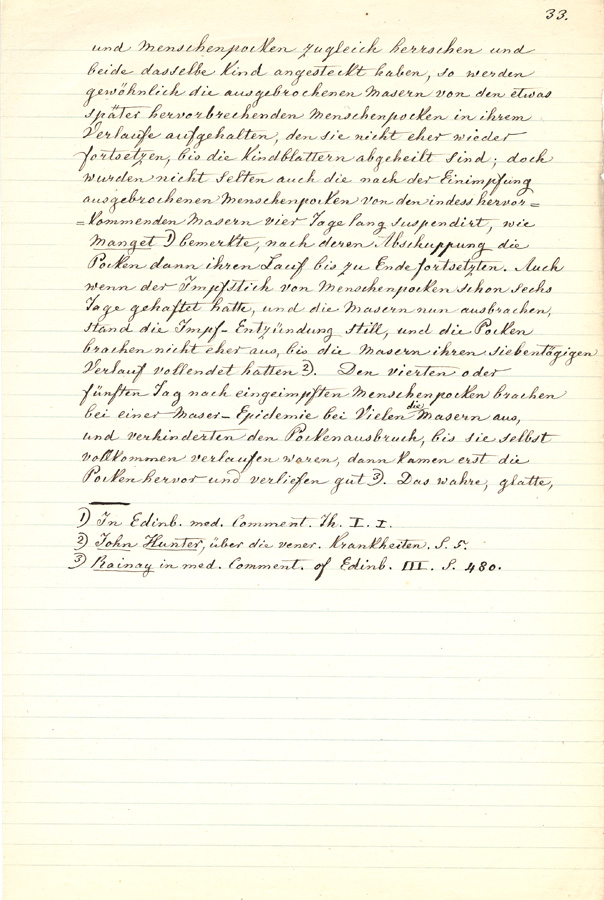 33.
und Menschenpocken zugleich herrschen und
beide dasselbe Kind angesteckt haben, so werden
gewöhnlich die ausgebrochenen Masern von den etwas
später hervorbrechenden Menschenpocken in ihrem
Verlaufe aufgehalten, den sie nicht eher wieder
fortsetzen, bis die Kindblattern abgeheilt sind; doch
wurden nicht selten auch die nach der Einimpfung
ausgebrochenen Menschenpocken von den indess hervor=
=kommenden Masern vier Tage lang suspendirt, wie
Manget 1) bemerkte, nach deren Abschuppung die
Pocken dann ihren Lauf bis zu Ende fortsetzten. Auch
wenn der Impfstich von Menschenpocken schon sechs
Tage gehaftet hatte, und die Masern nun ausbrachen,
stand die Impf-Entzündung still, und die Pocken
brachen nicht eher aus, bis die Masern ihren siebentägigen
Verlauf vollendet hatten 2). Den vierten oder
fünften Tag nach eingeimpften Menschenpocken brachen
bei einer Maser-Epidemie bei Vielen die Masern aus,
und verhinderten den Pockenausbruch, bis sie selbst
vollkommen verlaufen waren, dann kamen erst die
Pocken hervor und verliefen gut 3). Das wahre, glatte,
1) In Edinb. med. Comment. Th. I. I.
2) John Hunter, über die vener. Krankheiten. S. 5.
3) Rainay in med. Comment. of Edinb. III. S. 480.